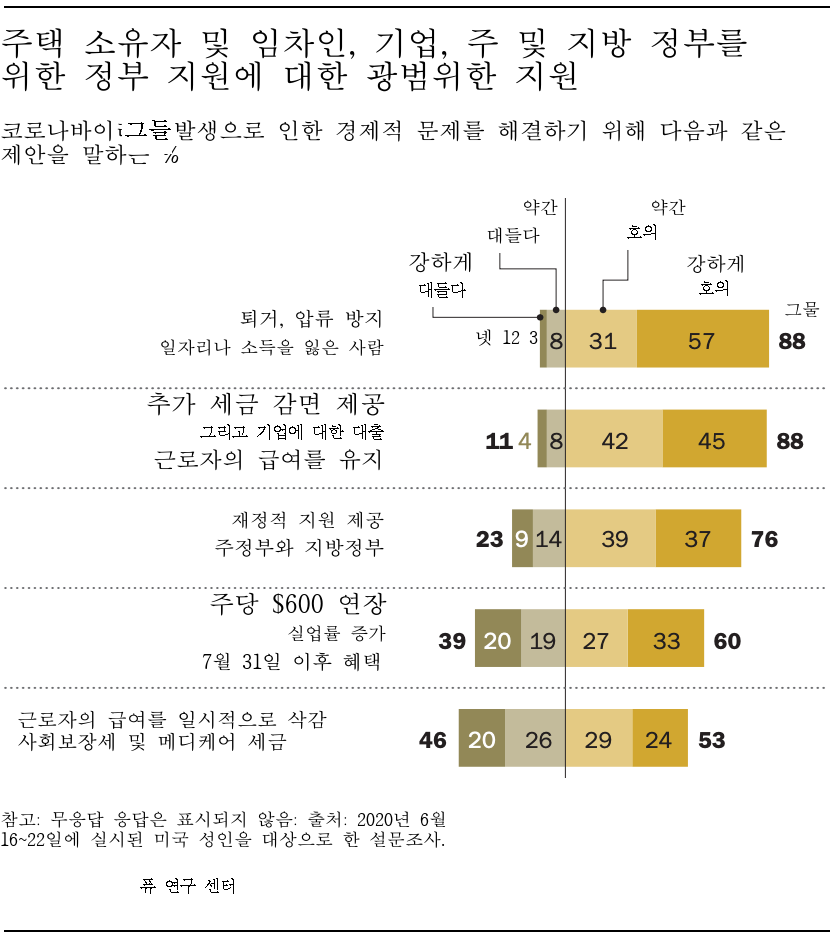 주택 소유자 및 임차인, 기업, 주 및 지방 정부를
위한 정부 지원에 대한 광범위한 지원
코로나바이 그들발생으로 인한 경제적 문제를 해결하기 위해 다음과 같은
제안을 말하는 %
약간
대들다
약간
호의
강하게
대들다
강하게
호의
그물
퇴거, 압류 방지
일자리나 소득을 잃은 사람
넷 12 3 8 31 57 88
추가 세금 감면 제공
그리고 기업에 대한 대출
근로자의 급여를 유지
11 4 8 42 45 88
재정적 지원 제공
주정부와 지방정부
23 9 14 39 37 76
주당 $600 연장
실업률 증가
7월 31일 이후 혜택
39 20 19 27 33 60
근로자의 급여를 일시적으로 삭감
사회보장세 및 메디케어 세금
46 20 26 29 24 53
참고: 무응답 응답은 표시되지 않음: 출처: 2020년 6월
16~22일에 실시된 미국 성인을 대상으로 한 설문조사.
퓨 연구 센터